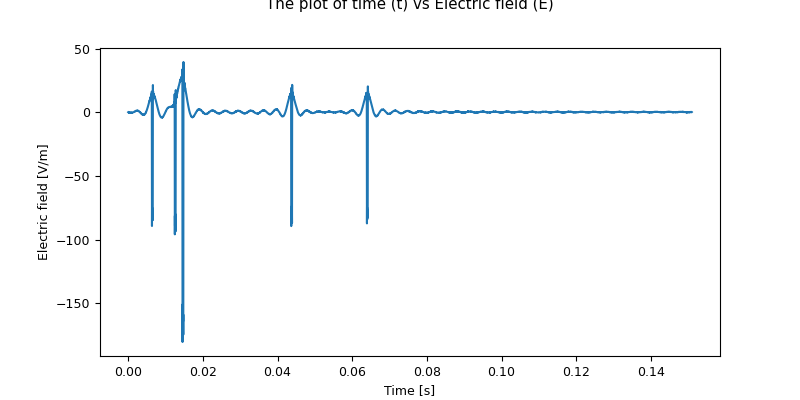 The plot of time (t) vs Electric field (E)
50
0
−50
−100
−150
Electric field [V/m]
0.00 0.02 0.04 0.06 0.08 0.10 0.12 0.14
Time [s]